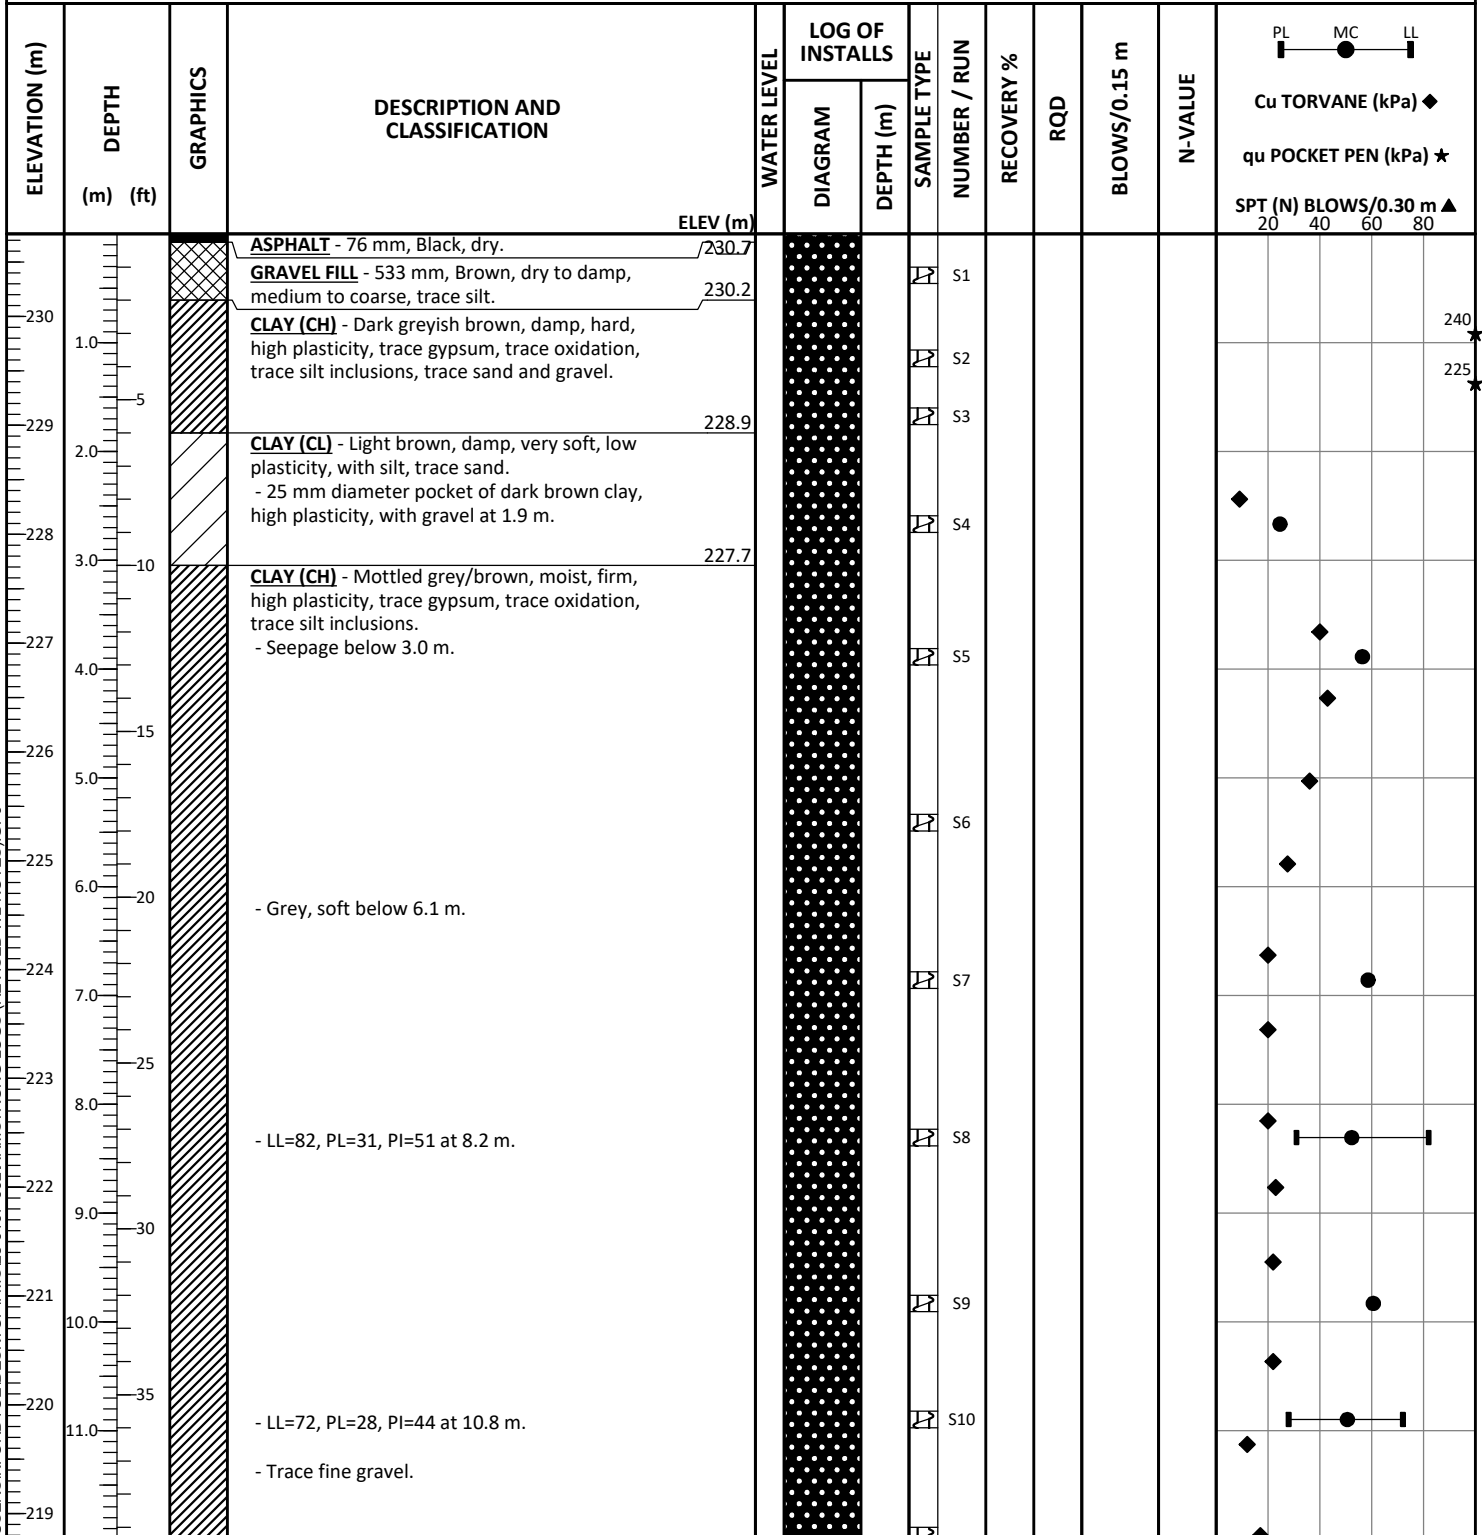 ELEVATION (m)
DEPTH
(m) (ft)
GRAPHICS
DESCRIPTION AND
CLASSIFICATION
ELEV (m)
WATER LEVEL
LOG OF
INSTALLS
DIAGRAM
DEPTH (m)
SAMPLE TYPE
NUMBER / RUN
RECOVERY %
RQD
BLOWS/0.15 m
N-VALUE
PL MC LL
Cu TORVANE (kPa) ◆
qu POCKET PEN (kPa) ★
SPT (N) BLOWS/0.30 m ▲
20 40 60 80
ASPHALT - 76 mm, Black, dry.
230.7
GRAVEL FILL - 533 mm, Brown, dry to damp,
medium to coarse, trace silt.
230.2
S1
230
CLAY (CH) - Dark greyish brown, damp, hard,
high plasticity, trace gypsum, trace oxidation,
trace silt inclusions, trace sand and gravel.
240
1.0
S2
225
5
S3
229
228.9
CLAY (CL) - Light brown, damp, very soft, low
plasticity, with silt, trace sand.
- 25 mm diameter pocket of dark brown clay,
high plasticity, with gravel at 1.9 m.
2.0
S4
228
227.7
3.0
10
CLAY (CH) - Mottled grey/brown, moist, firm,
high plasticity, trace gypsum, trace oxidation,
trace silt inclusions.
- Seepage below 3.0 m.
227
S5
4.0
15
226
5.0
S6
225
6.0
20
- Grey, soft below 6.1 m.
224
S7
7.0
25
223
8.0
- LL=82, PL=31, PI=51 at 8.2 m.
S8
222
9.0
30
221
S9
10.0
35
220
- LL=72, PL=28, PI=44 at 10.8 m.
S10
11.0
- Trace fine gravel.
219